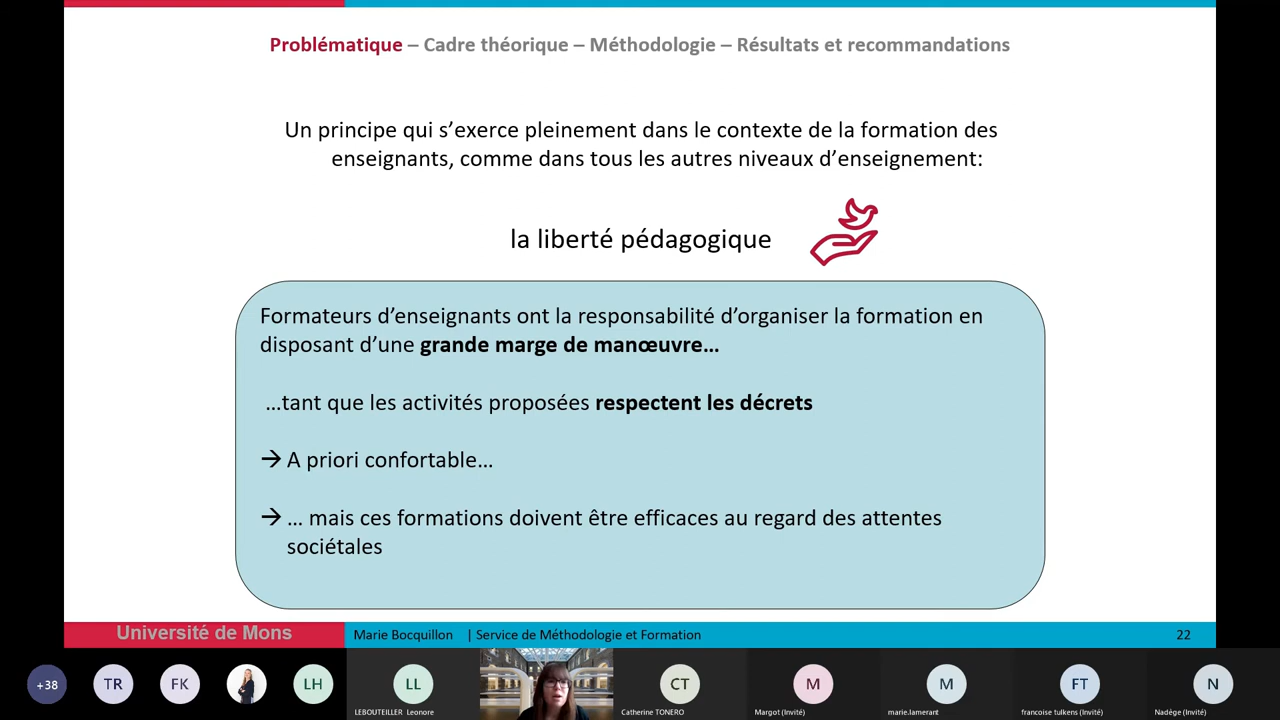 Problématique – Cadre théorique – Méthodologie – Résultats et recommandations
Un principe qui s’exerce pleinement dans le contexte de la formation des
enseignants, comme dans tous les autres niveaux d’enseignement:
la liberté pédagogique
Formateurs d’enseignants ont la responsabilité d’organiser la formation en
disposant d’une grande marge de manœuvre…
…tant que les activités proposées respectent les décrets
→ A priori confortable…
→ … mais ces formations doivent être efficaces au regard des attentes
sociétales
Université de Mons
Marie Bocquillon | Service de Méthodologie et Formation
22
+38
TR
FK
LH
LL
CT
M
M
FT
N
LEBOUTEILLER Leonore
Catherine TONERO
Margot (Invité)
marie.lamerant
francoise tulkens (Invité)
Nadège (Invité)